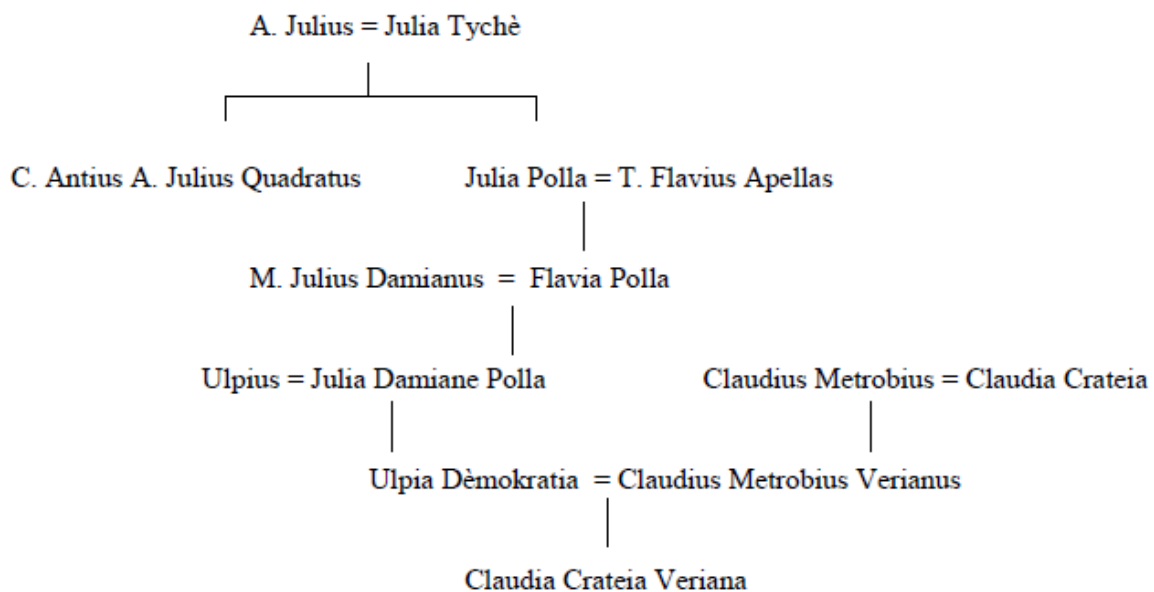 A. Julius = Julia Tychè
C. Antius A. Julius Quadratus Julia Polla = T. Flavius Apellas
M. Julius Damianus = Flavia Polla
Ulpius = Julia Damiane Polla Claudius Metrobius = Claudia Crateia
Ulpia Dèmokratia = Claudius Metrobius Verianus
Claudia Crateia Veriana